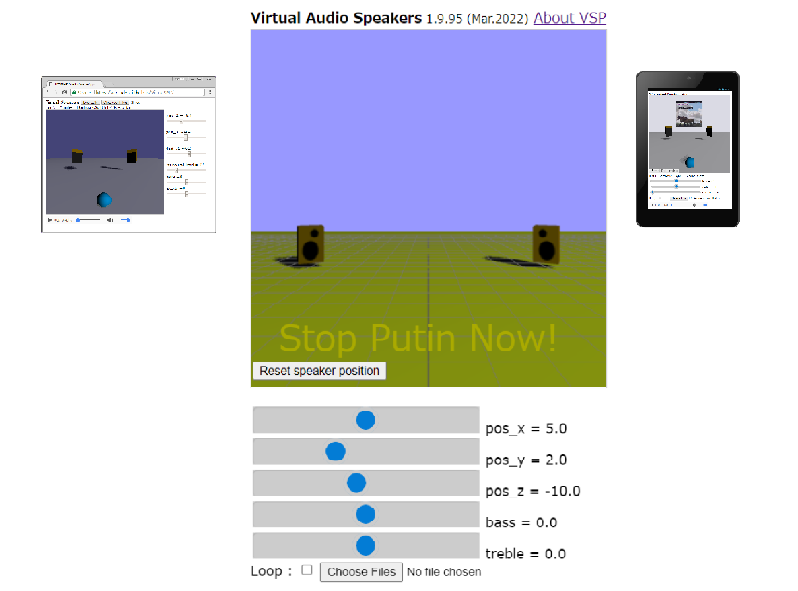 Virtual Audio Speakers 1.9.95 (Mar.2022) About VSP
Stop Putin Now!
Reset speaker position
pos_x = 5.0
pos_y = 2.0
pos_z = -10.0
bass = 0.0
treble = 0.0
Loop : Choose Files No file chosen